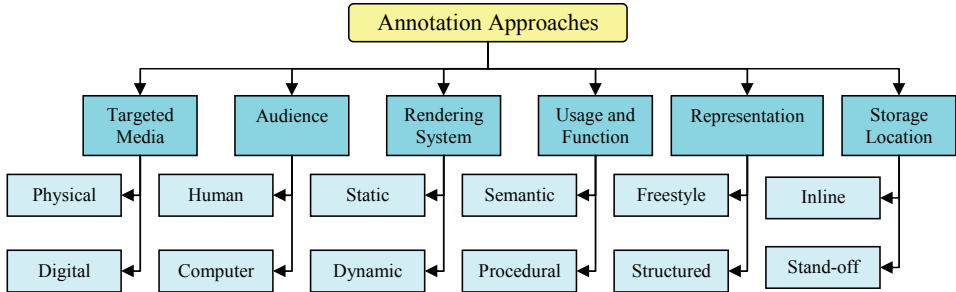 Annotation Approaches
Targeted
Media
Audience
Rendering
System
Usage and
Function
Representation
Storage
Location
Physical
Human
Static
Semantic
Freestyle
Inline
Digital
Computer
Dynamic
Procedural
Structured
Stand-off